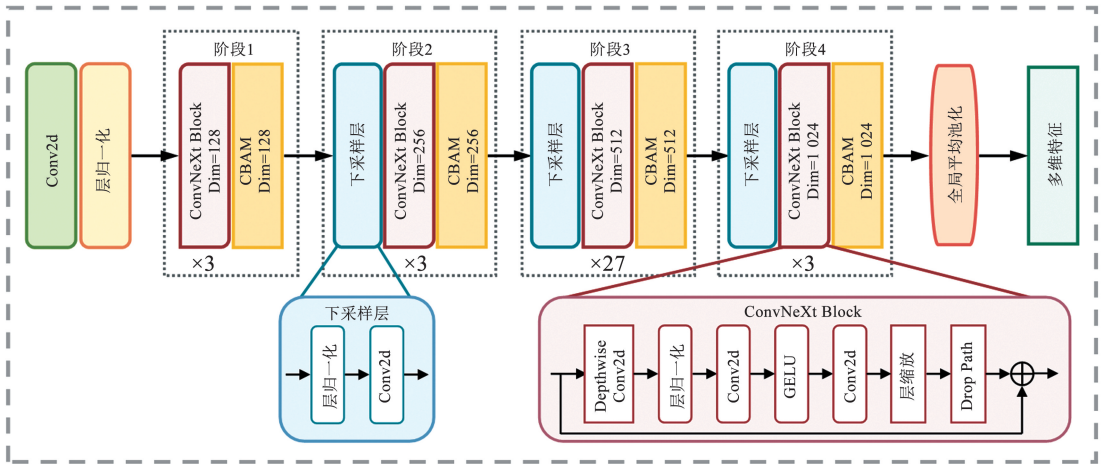 Conv2d
层归一化
阶段1
ConvNeXt Block
Dim=128
CBAM
Dim=128
×3
阶段2
下采样层
ConvNeXt Block
Dim=256
CBAM
Dim=256
×3
阶段3
下采样层
ConvNeXt Block
Dim=512
CBAM
Dim=512
×27
阶段4
下采样层
ConvNeXt Block
Dim=1 024
CBAM
Dim=1 024
×3
全局平均池化
多维特征
下采样层
层归一化
Conv2d
ConvNeXt Block
Depthwise
Conv2d
层归一化
Conv2d
GELU
Conv2d
层缩放
Drop Path